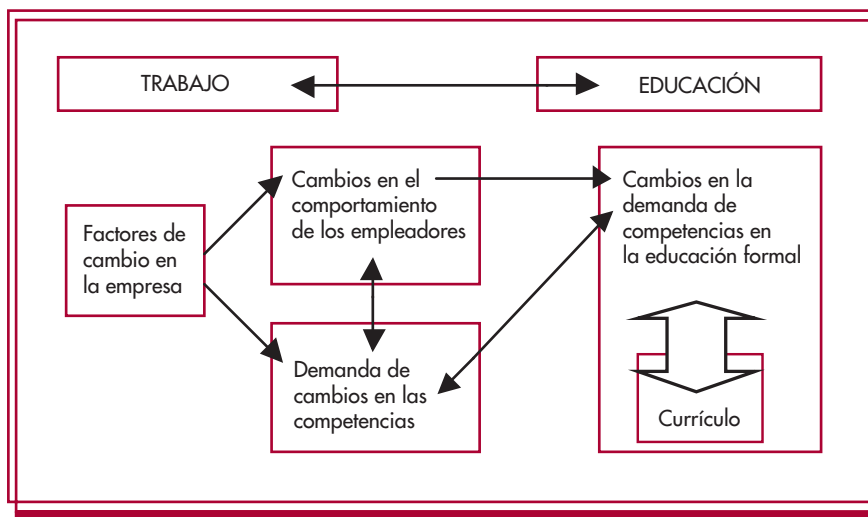 TRABAJO
EDUCACIÓN
Factores de
cambio en
la empresa
Cambios en el
comportamiento
de los empleadores
Demanda de
cambios en las
competencias
Cambios en la
demanda de
competencias en
la educación formal
Currículo